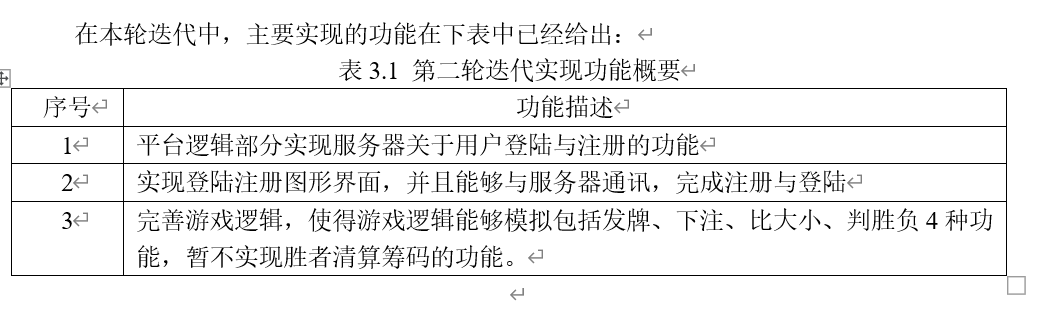 在本轮迭代中，主要实现的功能在下表中已经给出：
表 3.1 第二轮迭代实现功能概要
序号 功能描述
1 平台逻辑部分实现服务器关于用户登陆与注册的功能
2 实现登陆注册图形界面，并且能够与服务器通讯，完成注册与登陆
3 完善游戏逻辑，使得游戏逻辑能够模拟包括发牌、下注、比大小、判胜负 4 种功
能，暂不实现胜者清算筹码的功能。